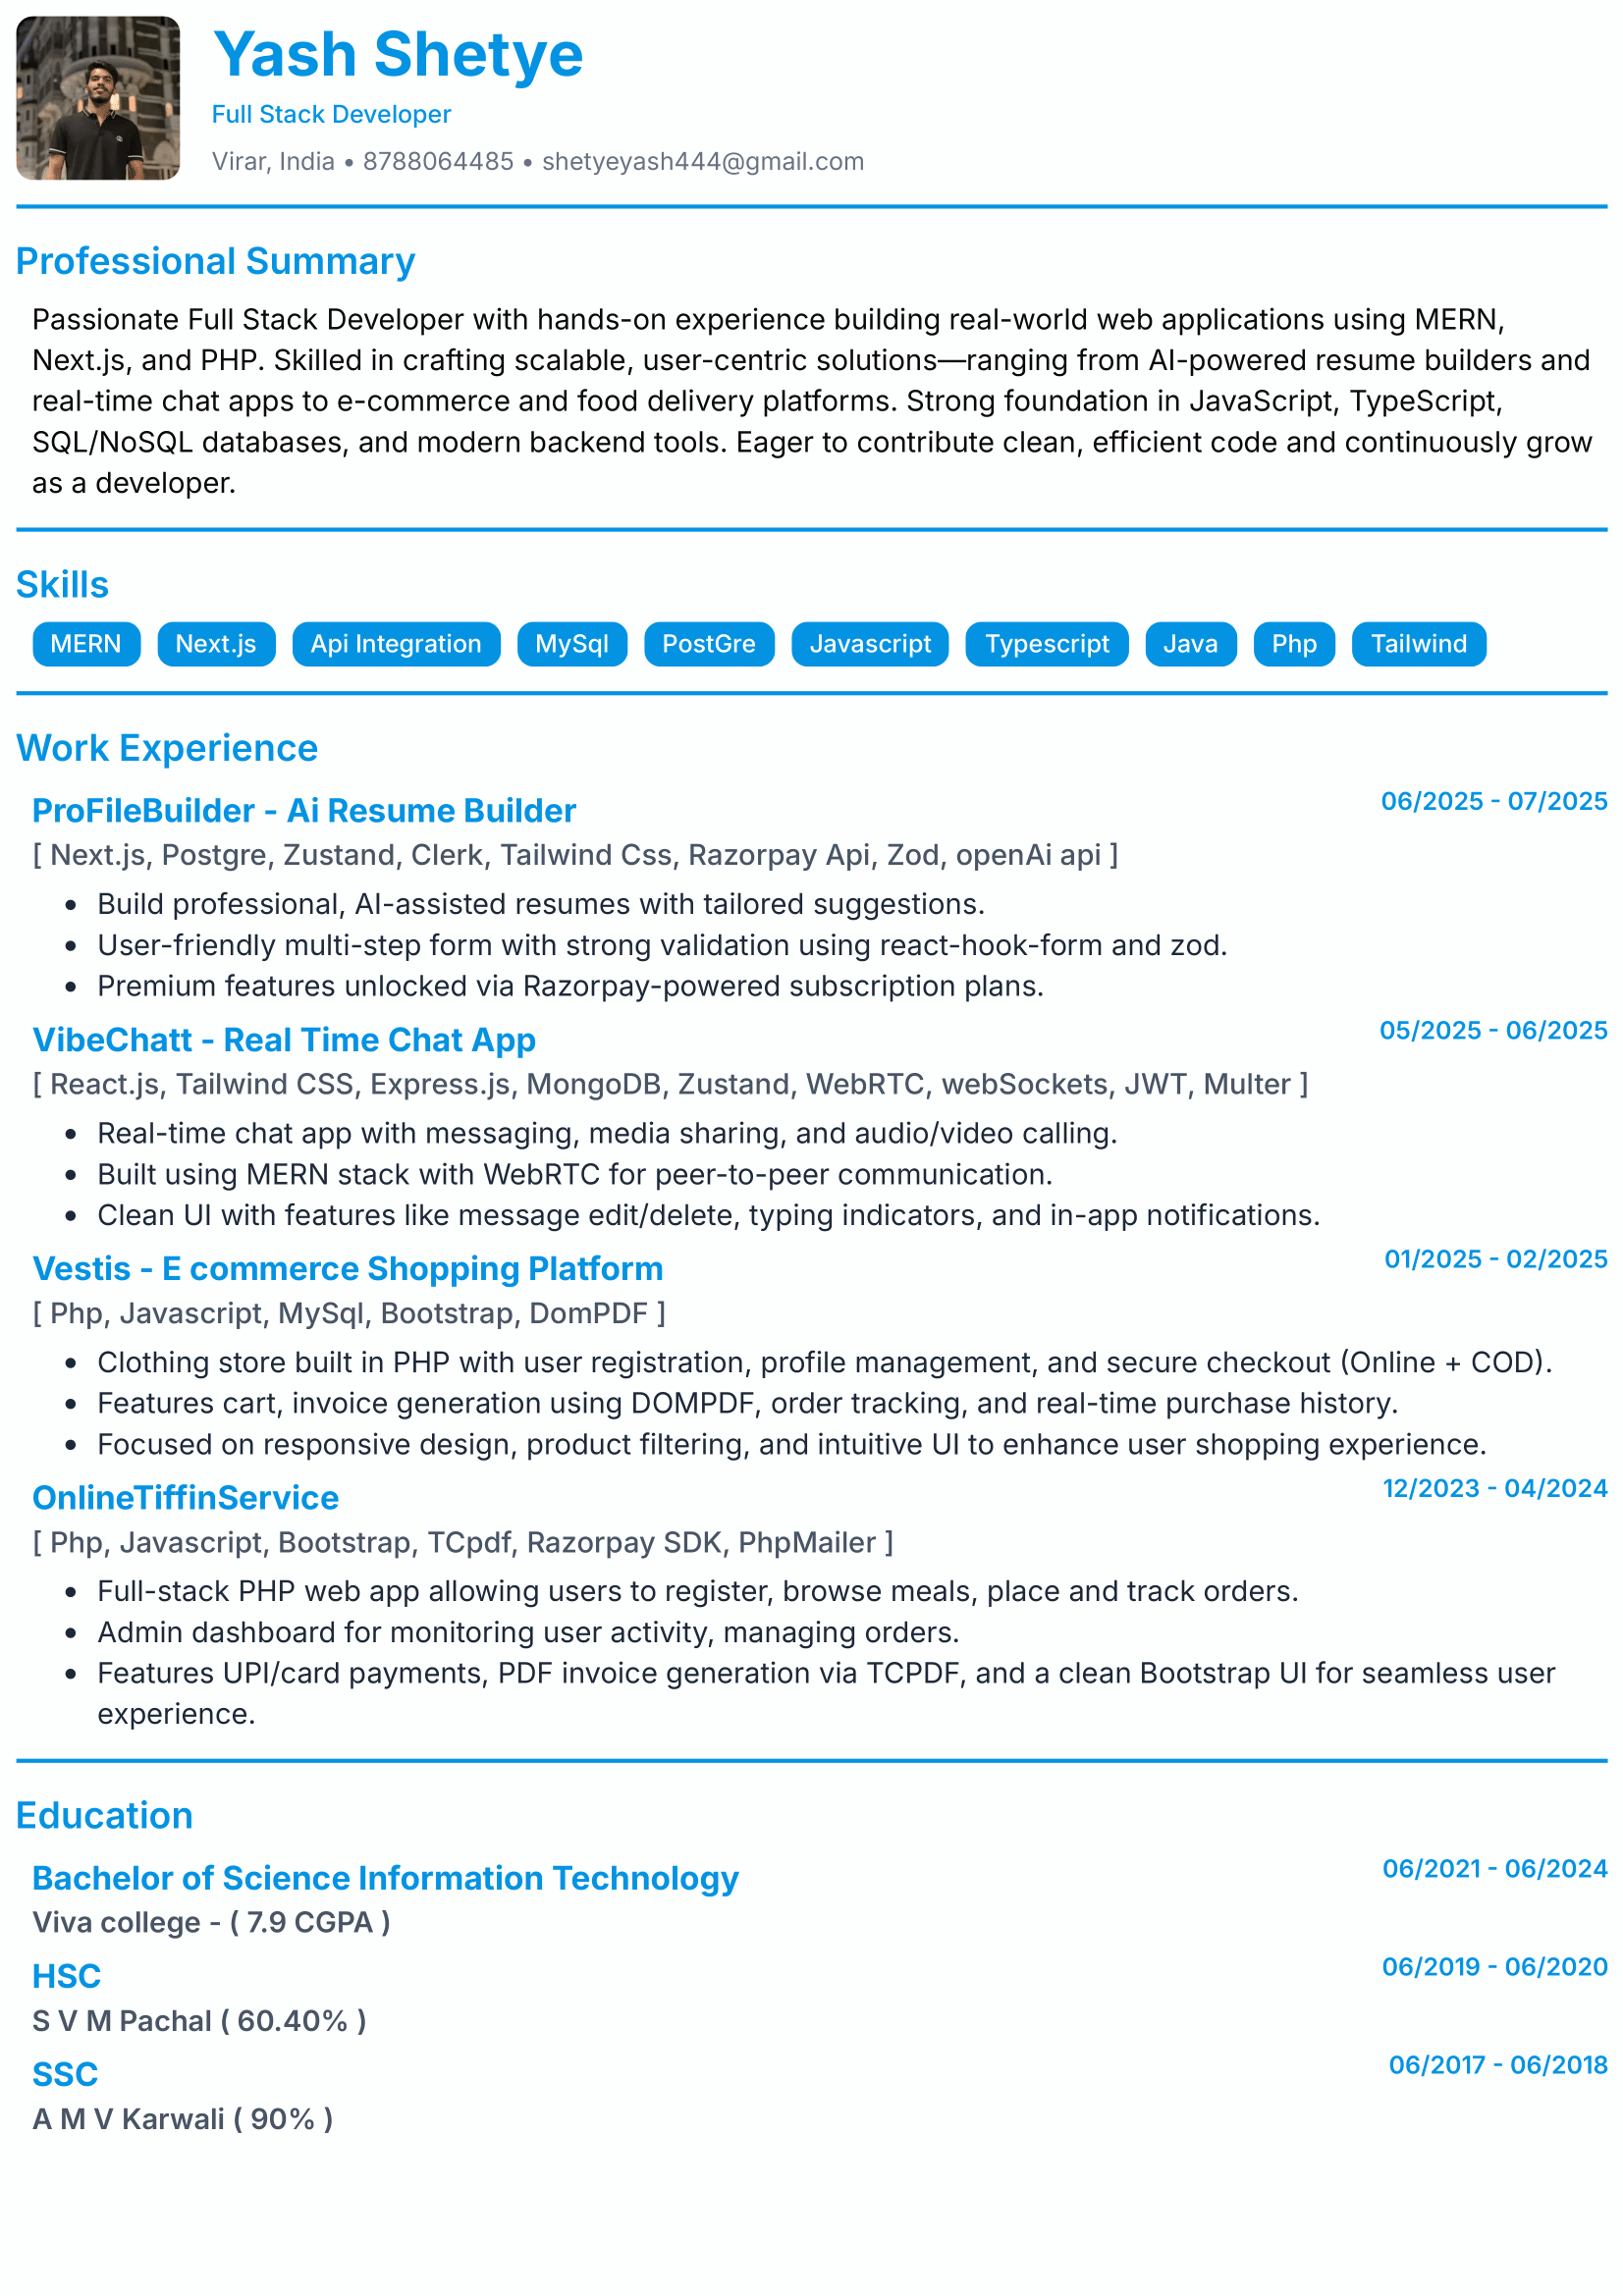 Yash Shetye
Full Stack Developer
Virar, India • 8788064485 • shetyeyash444@gmail.com
Professional Summary
Passionate Full Stack Developer with hands-on experience building real-world web applications using MERN,
Next.js, and PHP. Skilled in crafting scalable, user-centric solutions—ranging from AI-powered resume builders and
real-time chat apps to e-commerce and food delivery platforms. Strong foundation in JavaScript, TypeScript,
SQL/NoSQL databases, and modern backend tools. Eager to contribute clean, efficient code and continuously grow
as a developer.
Skills
MERN Next.js Api Integration MySql PostGre Javascript Typescript Java Php Tailwind
Work Experience
ProFileBuilder - Ai Resume Builder 06/2025 - 07/2025
[ Next.js, Postgre, Zustand, Clerk, Tailwind Css, Razorpay Api, Zod, openAi api ]
• Build professional, AI-assisted resumes with tailored suggestions.
• User-friendly multi-step form with strong validation using react-hook-form and zod.
• Premium features unlocked via Razorpay-powered subscription plans.
VibeChatt - Real Time Chat App 05/2025 - 06/2025
[ React.js, Tailwind CSS, Express.js, MongoDB, Zustand, WebRTC, webSockets, JWT, Multer ]
• Real-time chat app with messaging, media sharing, and audio/video calling.
• Built using MERN stack with WebRTC for peer-to-peer communication.
• Clean UI with features like message edit/delete, typing indicators, and in-app notifications.
Vestis - E commerce Shopping Platform 01/2025 - 02/2025
[ Php, Javascript, MySql, Bootstrap, DomPDF ]
• Clothing store built in PHP with user registration, profile management, and secure checkout (Online + COD).
• Features cart, invoice generation using DOMPDF, order tracking, and real-time purchase history.
• Focused on responsive design, product filtering, and intuitive UI to enhance user shopping experience.
OnlineTiffinService 12/2023 - 04/2024
[ Php, Javascript, Bootstrap, TCpdf, Razorpay SDK, PhpMailer ]
• Full-stack PHP web app allowing users to register, browse meals, place and track orders.
• Admin dashboard for monitoring user activity, managing orders.
• Features UPI/card payments, PDF invoice generation via TCPDF, and a clean Bootstrap UI for seamless user
experience.
Education
Bachelor of Science Information Technology 06/2021 - 06/2024
Viva college - ( 7.9 CGPA )
HSC 06/2019 - 06/2020
S V M Pachal ( 60.40% )
SSC 06/2017 - 06/2018
A M V Karwali ( 90% )